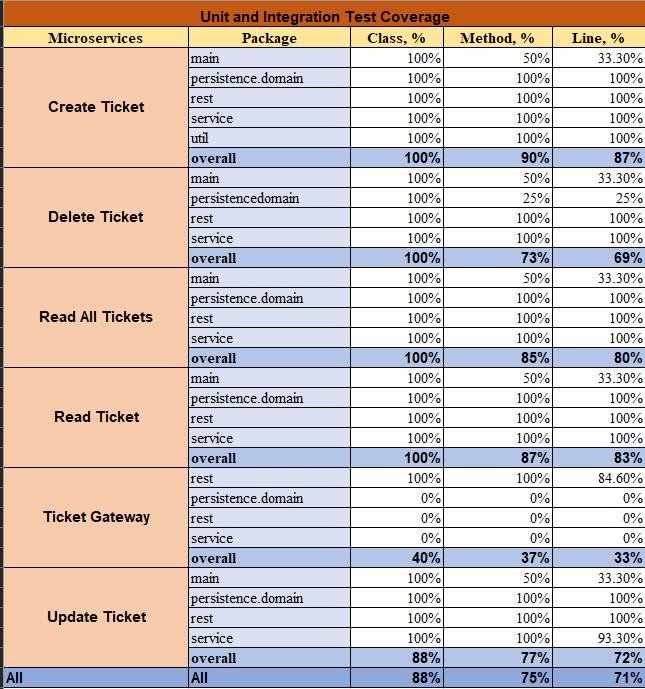 Unit and Integration Test Coverage
Microservices Package Class, % Method, % Line, %
Create Ticket
main 100% 50% 33.30%
persistence.domain 100% 100% 100%
rest 100% 100% 100%
service 100% 100% 100%
util 100% 100% 100%
overall 100% 90% 87%
Delete Ticket
main 100% 50% 33.30%
persistencedomain 100% 25% 25%
rest 100% 100% 100%
service 100% 100% 100%
overall 100% 73% 69%
Read All Tickets
main 100% 50% 33.30%
persistence.domain 100% 100% 100%
rest 100% 100% 100%
service 100% 100% 100%
overall 100% 85% 80%
Read Ticket
main 100% 50% 33.30%
persistence.domain 100% 100% 100%
rest 100% 100% 100%
service 100% 100% 100%
overall 100% 87% 83%
Ticket Gateway
rest 100% 100% 84.60%
persistence.domain 0% 0% 0%
rest 0% 0% 0%
service 0% 0% 0%
overall 40% 37% 33%
Update Ticket
main 100% 50% 33.30%
persistence.domain 100% 100% 100%
rest 100% 100% 100%
service 100% 100% 93.30%
overall 88% 77% 72%
All All 88% 75% 71%